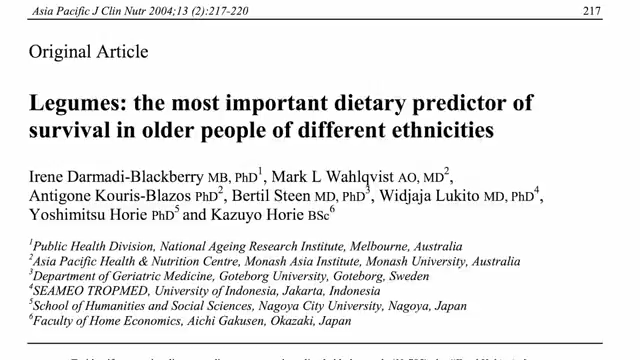 Asia Pacific J Clin Nutr 2004;13 (2):217-220 217
Original Article
Legumes: the most important dietary predictor of
survival in older people of different ethnicities
Irene Darmadi-Blackberry MB, PhD1, Mark L Wahlqvist AO, MD2,
Antigone Kouris-Blazos PhD2, Bertil Steen MD, PhD3, Widjaja Lukito MD, PhD4,
Yoshimitsu Horie PhD5 and Kazuyo Horie BSc6
1Public Health Division, National Ageing Research Institute, Melbourne, Australia
2Asia Pacific Health & Nutrition Centre, Monash Asia Institute, Monash University, Australia
3Department of Geriatric Medicine, Goteborg University, Goteborg, Sweden
4SEAMEO TROPMED, University of Indonesia, Jakarta, Indonesia
5School of Humanities and Social Sciences, Nagoya City University, Nagoya, Japan
6Faculty of Home Economics, Aichi Gakusen, Okazaki, Japan